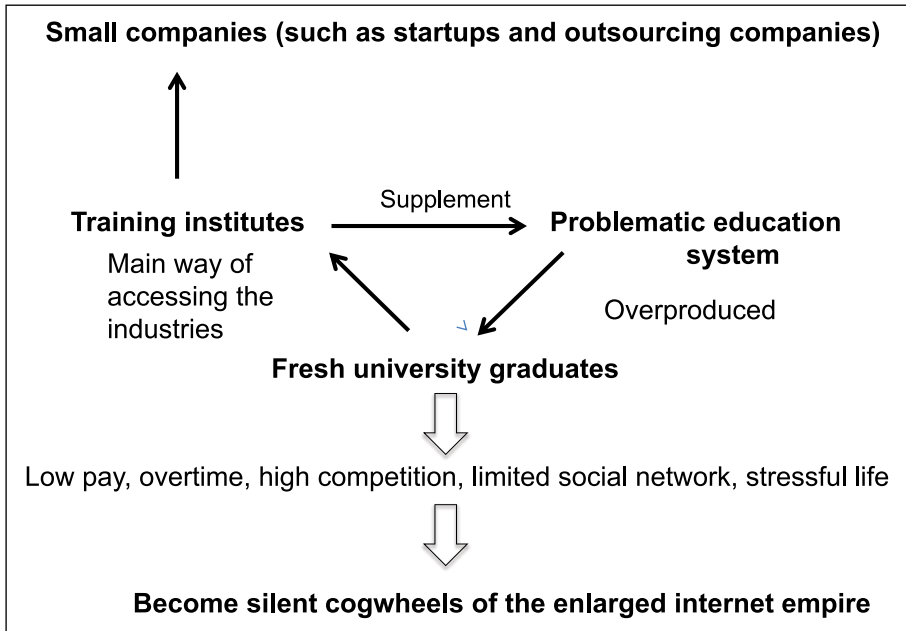 Small companies (such as startups and outsourcing companies)
Supplement
Training institutes
Problematic education
system
Main way of
accessing the
industries
Overproduced
Fresh university graduates
Low pay, overtime, high competition, limited social network, stressful life
Become silent cogwheels of the enlarged internet empire